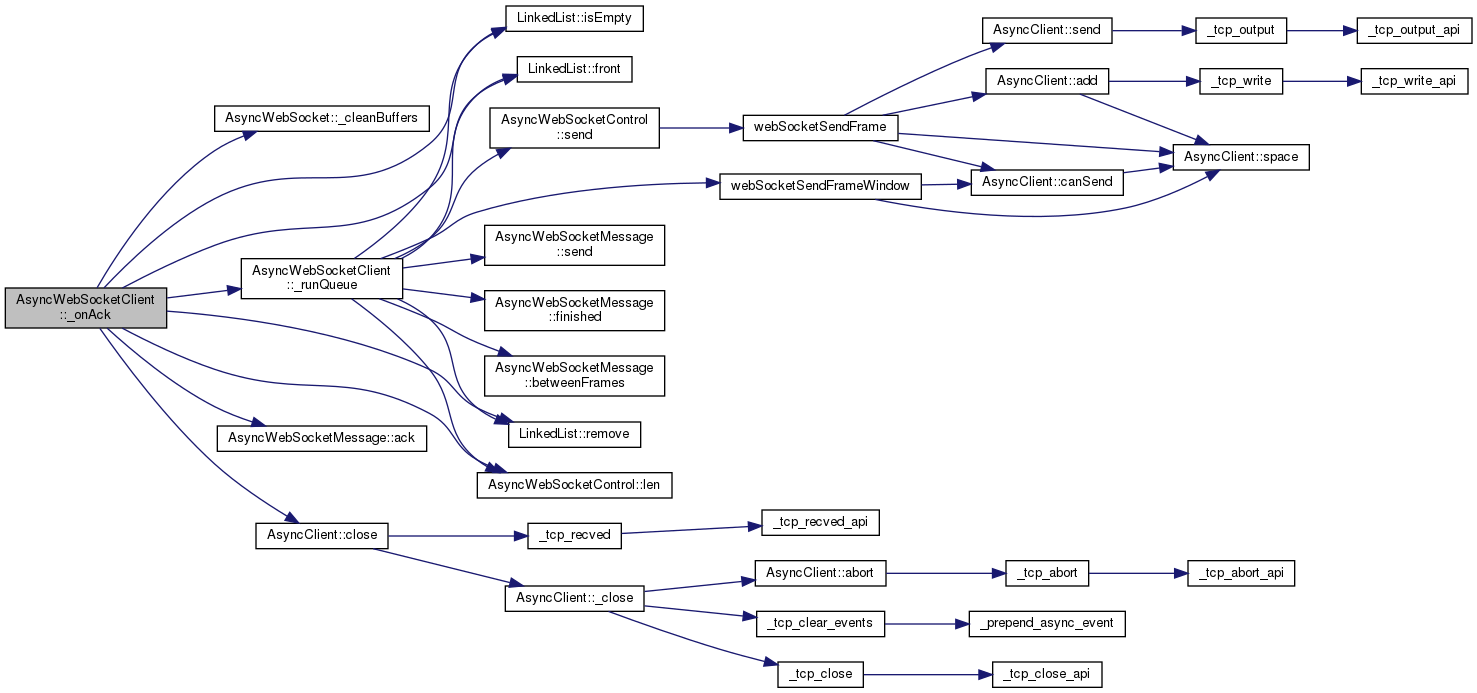 AsyncWebSocketClient
::_onAck
AsyncWebSocket::_cleanBuffers
AsyncWebSocketClient
::_runQueue
AsyncWebSocketMessage::ack
AsyncClient::close
LinkedList::isEmpty
LinkedList::front
AsyncWebSocketControl
::send
AsyncWebSocketMessage
::send
AsyncWebSocketMessage
::finished
AsyncWebSocketMessage
::betweenFrames
LinkedList::remove
AsyncWebSocketControl::len
_tcp_recved
AsyncClient::_close
webSocketSendFrame
webSocketSendFrameWindow
_tcp_recved_api
AsyncClient::abort
_tcp_clear_events
_tcp_close
AsyncClient::send
AsyncClient::add
AsyncClient::canSend
_tcp_abort
_prepend_async_event
_tcp_close_api
_tcp_output
_tcp_write
AsyncClient::space
_tcp_abort_api
_tcp_output_api
_tcp_write_api